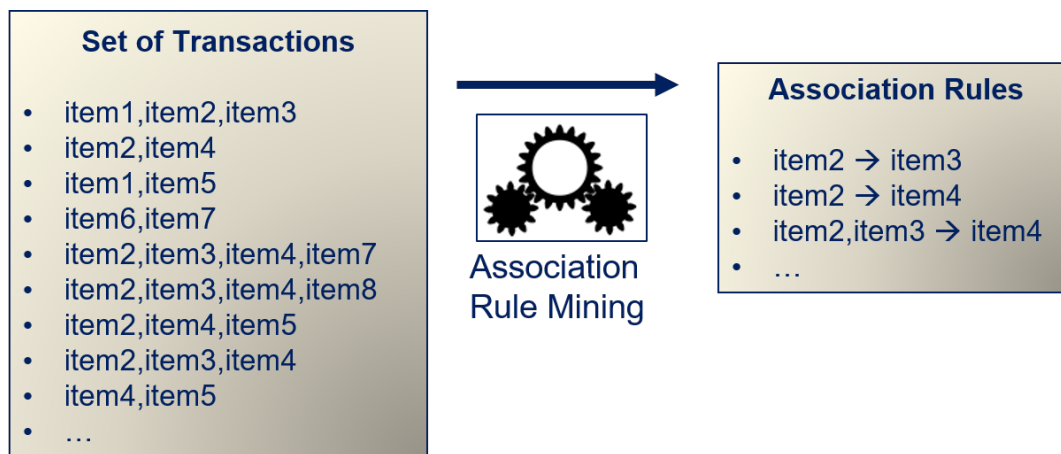 Set of Transactions
• item1,item2,item3
• item2,item4
• item1,item5
• item6,item7
• item2,item3,item4,item7
• item2,item3,item4,item8
• item2,item4,item5
• item2,item3,item4
• item4,item5
• …
Association
Rule Mining
Association Rules
• item2 → item3
• item2 → item4
• item2,item3 → item4
• …